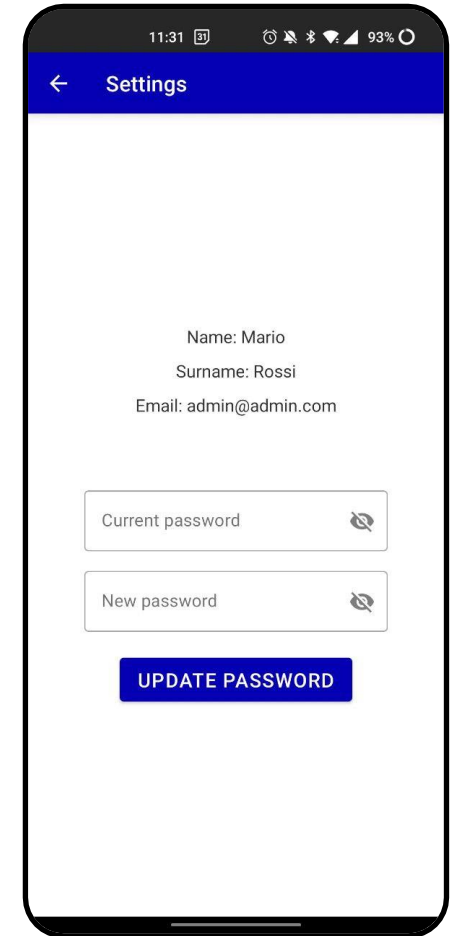 11:31 31 93%
Settings
Name: Mario
Surname: Rossi
Email: admin@admin.com
Current password
New password
UPDATE PASSWORD